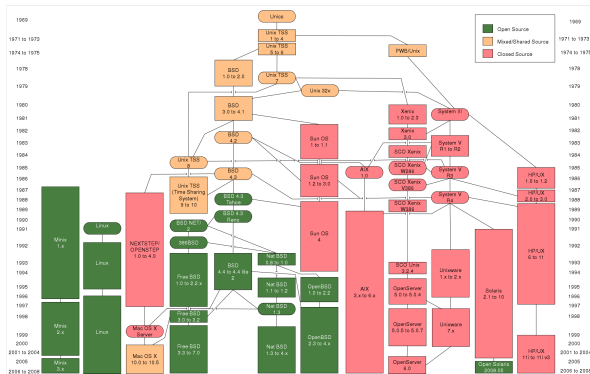 1969
Unics
1969
Open Source
Mixed/Shared Source
Closed Source
1971 to 1973
Unix TSS
1 to 4
1971 to 1973
1974 to 1975
Unix TSS
5 to 6
PWB/Unix
1974 to 1975
1978
BSD
1.0 to 2.0
1978
1979
Unix TSS
7
Unix 32v
1979
1980
BSD
3.0 to 4.1
1980
1981
Xenix
1.0 to 2.3
System III
1981
1982
Xenix
3.0
1982
1983
BSD
4.2
Sun OS
1 to 1.1
SCO Xenix
System V
R1 to R2
1983
1984
1984
1985
Unix TSS
8
AIX
1.0
SCO Xenix
W286
System V
R3
1985
1986
BSD
4.3
Sun OS
1.2 to 3.0
SCO Xenix
V386
HP/UX
1.0 to 1.2
1986
1987
Unix TSS
(Time Sharing
System)
9 to 10
HP/UX
2.0 to 3.0
1987
1988
BSD 4.3
Tahoe
SCO Xenix
W386
System V
R4
1988
1989
1989
1990
BSD 4.3
Reno
1990
1991
Minix
1.x
Linux
NEXTSTEP/
OPENSTEP
1.0 to 4.0
BSD NET/
2
Sun OS
4
HP/UX
6 to 11
1991
1992
386BSD
1992
1993
Linux
Free BSD
1.0 to 2.2.x
BSD
4.4 to 4.4 lite
2
Net BSD
0.8 to 1.0
SCO Unix
3.2.4
Unixware
1.x to 2.x
Solaris
2.1 to 10
1993
1994
1994
1995
Net BSD
1.1 to 1.2
OpenBSD
1.0 to 2.2
AIX
3.x to 6.x
OpenServer
5.0 to 5.04
1995
1996
1996
1997
Minix
2.x
Net BSD
1.3
1997
1998
Free BSD
3.0 to 3.2
OpenServer
5.0.5 to 5.0.7
Unixware
7.x
1998
1999
Linux
Mac OS X
Server
OpenBSD
2.3 to 4.x
1999
2000
2000
2001 to 2004
Mac OS X
10.0 to 10.5
Free BSD
3.3 to 7.0
Net BSD
1.3 to 4.x
HP/UX
11i to 11i v3
2001 to 2004
2005
Minix
3.x
OpenServer
6.0
Open Solaris
2008.05
2005
2006 to 2008
2006 to 2008